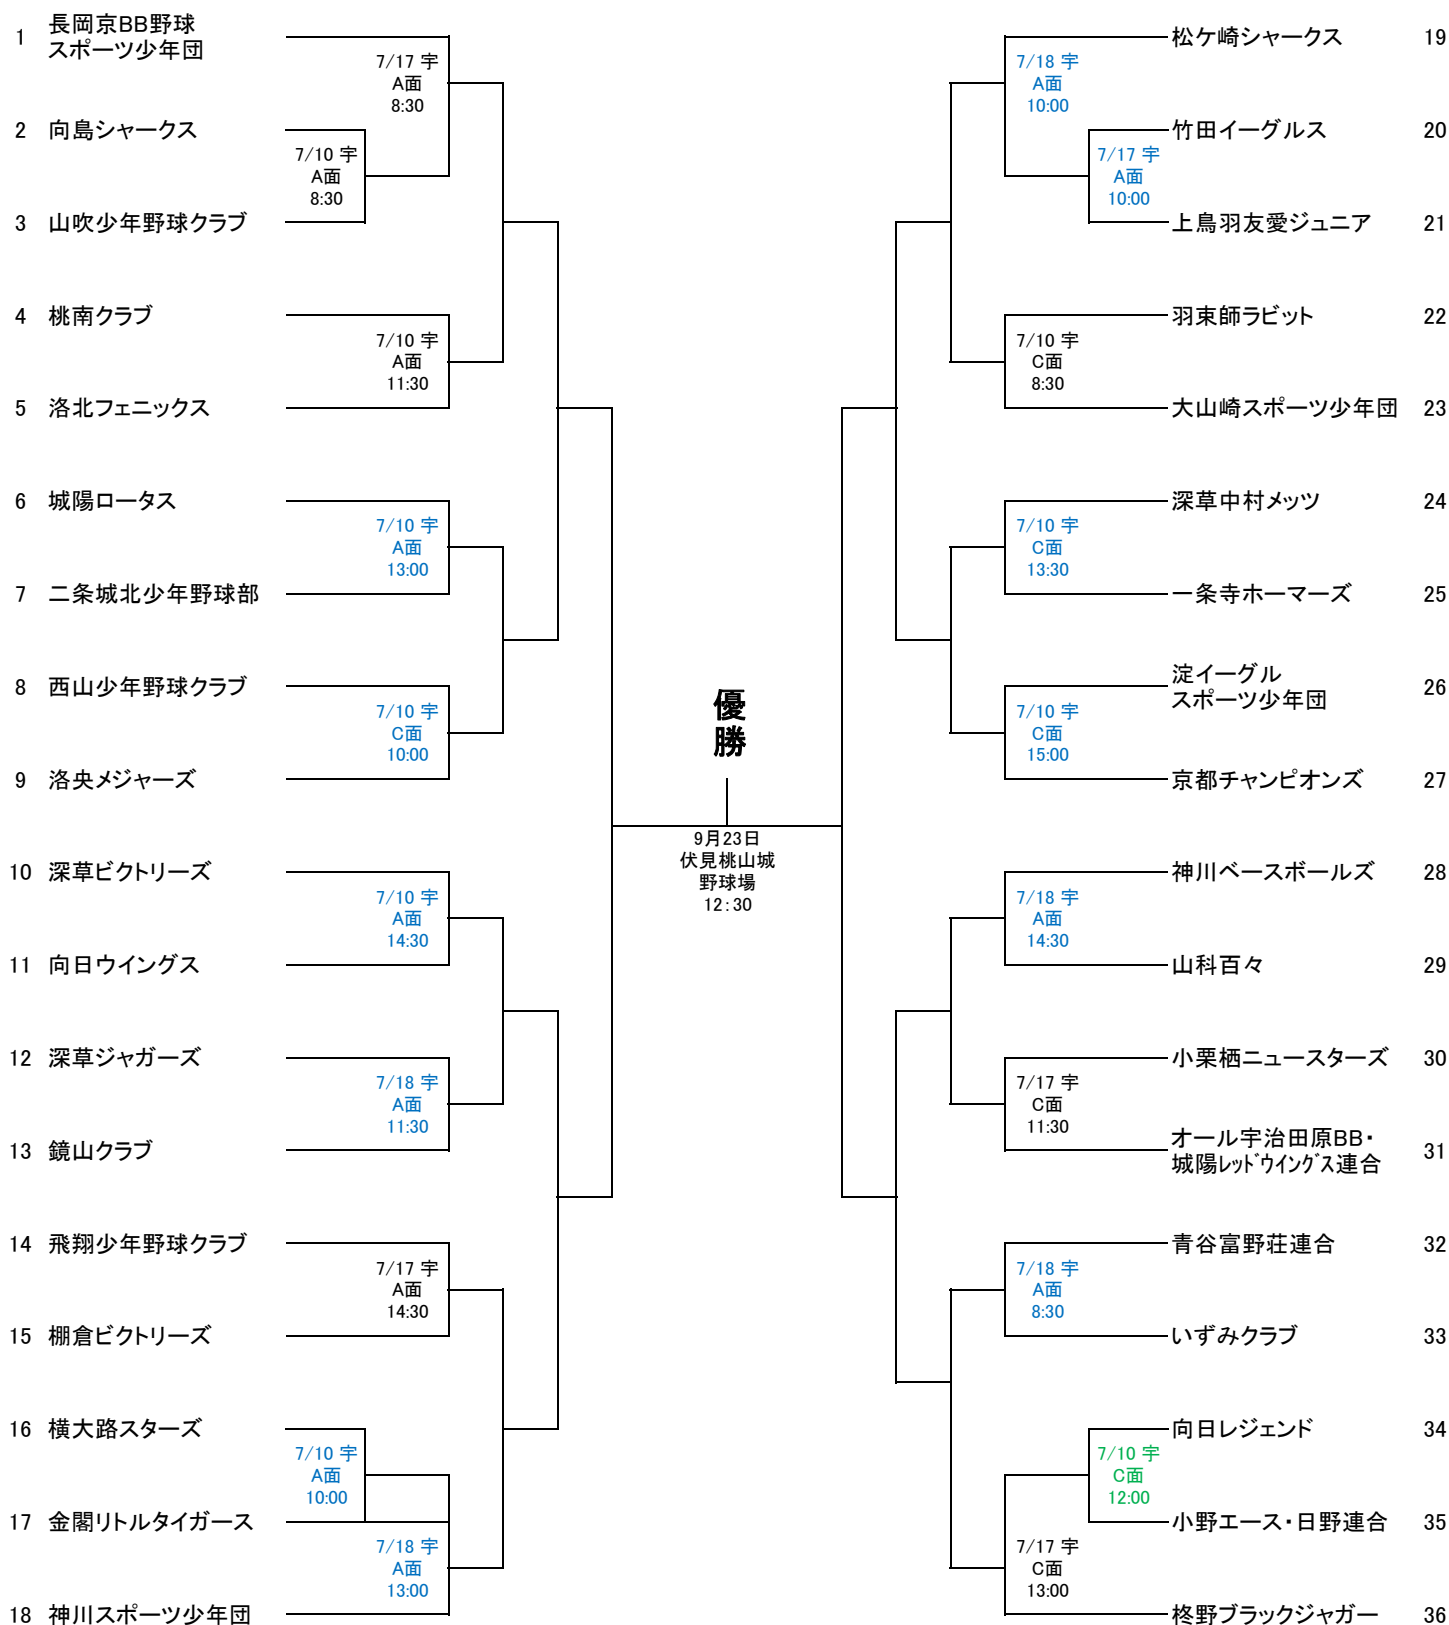 1 長岡京BB野球
スポーツ少年団
7/17 宇
A面
8:30
2 向島シャークス
7/10 宇
A面
8:30
3 山吹少年野球クラブ
4 桃南クラブ
7/10 宇
A面
11:30
5 洛北フェニックス
6 城陽ロータス
7/10 宇
A面
13:00
7 二条城北少年野球部
8 西山少年野球クラブ
7/10 宇
C面
10:00
9 洛央メジャーズ
10 深草ビクトリーズ
7/10 宇
A面
14:30
11 向日ウイングス
12 深草ジャガーズ
7/18 宇
A面
11:30
13 鏡山クラブ
14 飛翔少年野球クラブ
7/17 宇
A面
14:30
15 棚倉ビクトリーズ
16 横大路スターズ
7/10 宇
A面
10:00
17 金閣リトルタイガース
7/18 宇
A面
13:00
18 神川スポーツ少年団
優
勝
9月23日
伏見桃山城
野球場
12:30
松ケ崎シャークス 19
7/18 宇
A面
10:00
竹田イーグルス 20
7/17 宇
A面
10:00
上鳥羽友愛ジュニア 21
羽束師ラビット 22
7/10 宇
C面
8:30
大山崎スポーツ少年団 23
深草中村メッツ 24
7/10 宇
C面
13:30
一条寺ホーマーズ 25
淀イーグル
スポーツ少年団 26
7/10 宇
C面
15:00
京都チャンピオンズ 27
神川ベースボールズ 28
7/18 宇
A面
14:30
山科百々 29
小栗栖ニュースターズ 30
7/17 宇
C面
11:30
オール宇治田原BB・
城陽ﾚｯﾄﾞｳｲﾝｸﾞｽ連合 31
青谷富野荘連合 32
7/18 宇
A面
8:30
いずみクラブ 33
向日レジェンド 34
7/10 宇
C面
12:00
小野エース・日野連合 35
7/17 宇
C面
13:00
柊野ブラックジャガー 36